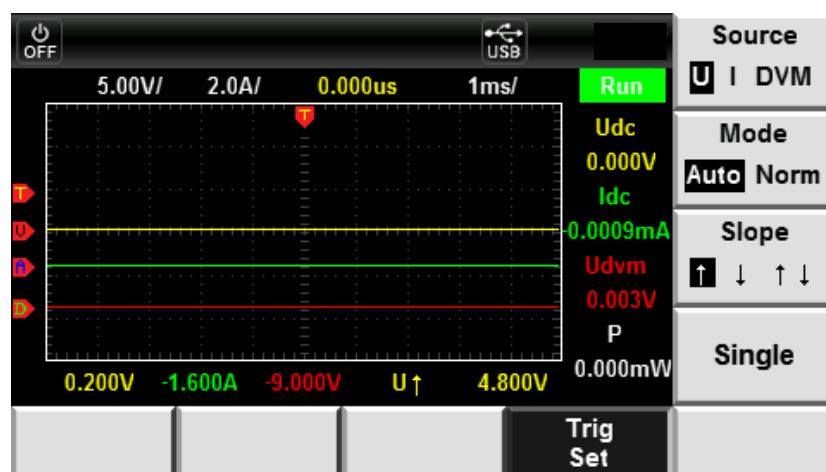 OFF
USB
5.00V/ 2.0A/ 0.000us 1ms/ Run
T
Udc
0.000V
Idc
-0.0009mA
Udvm
0.003V
P
0.000mW
T
V
A
D
0.200V -1.600A -9.000V U↑ 4.800V
Source
U I DVM
Mode
Auto Norm
Slope
↑ ↓ ↑↓
Single
Trig
Set